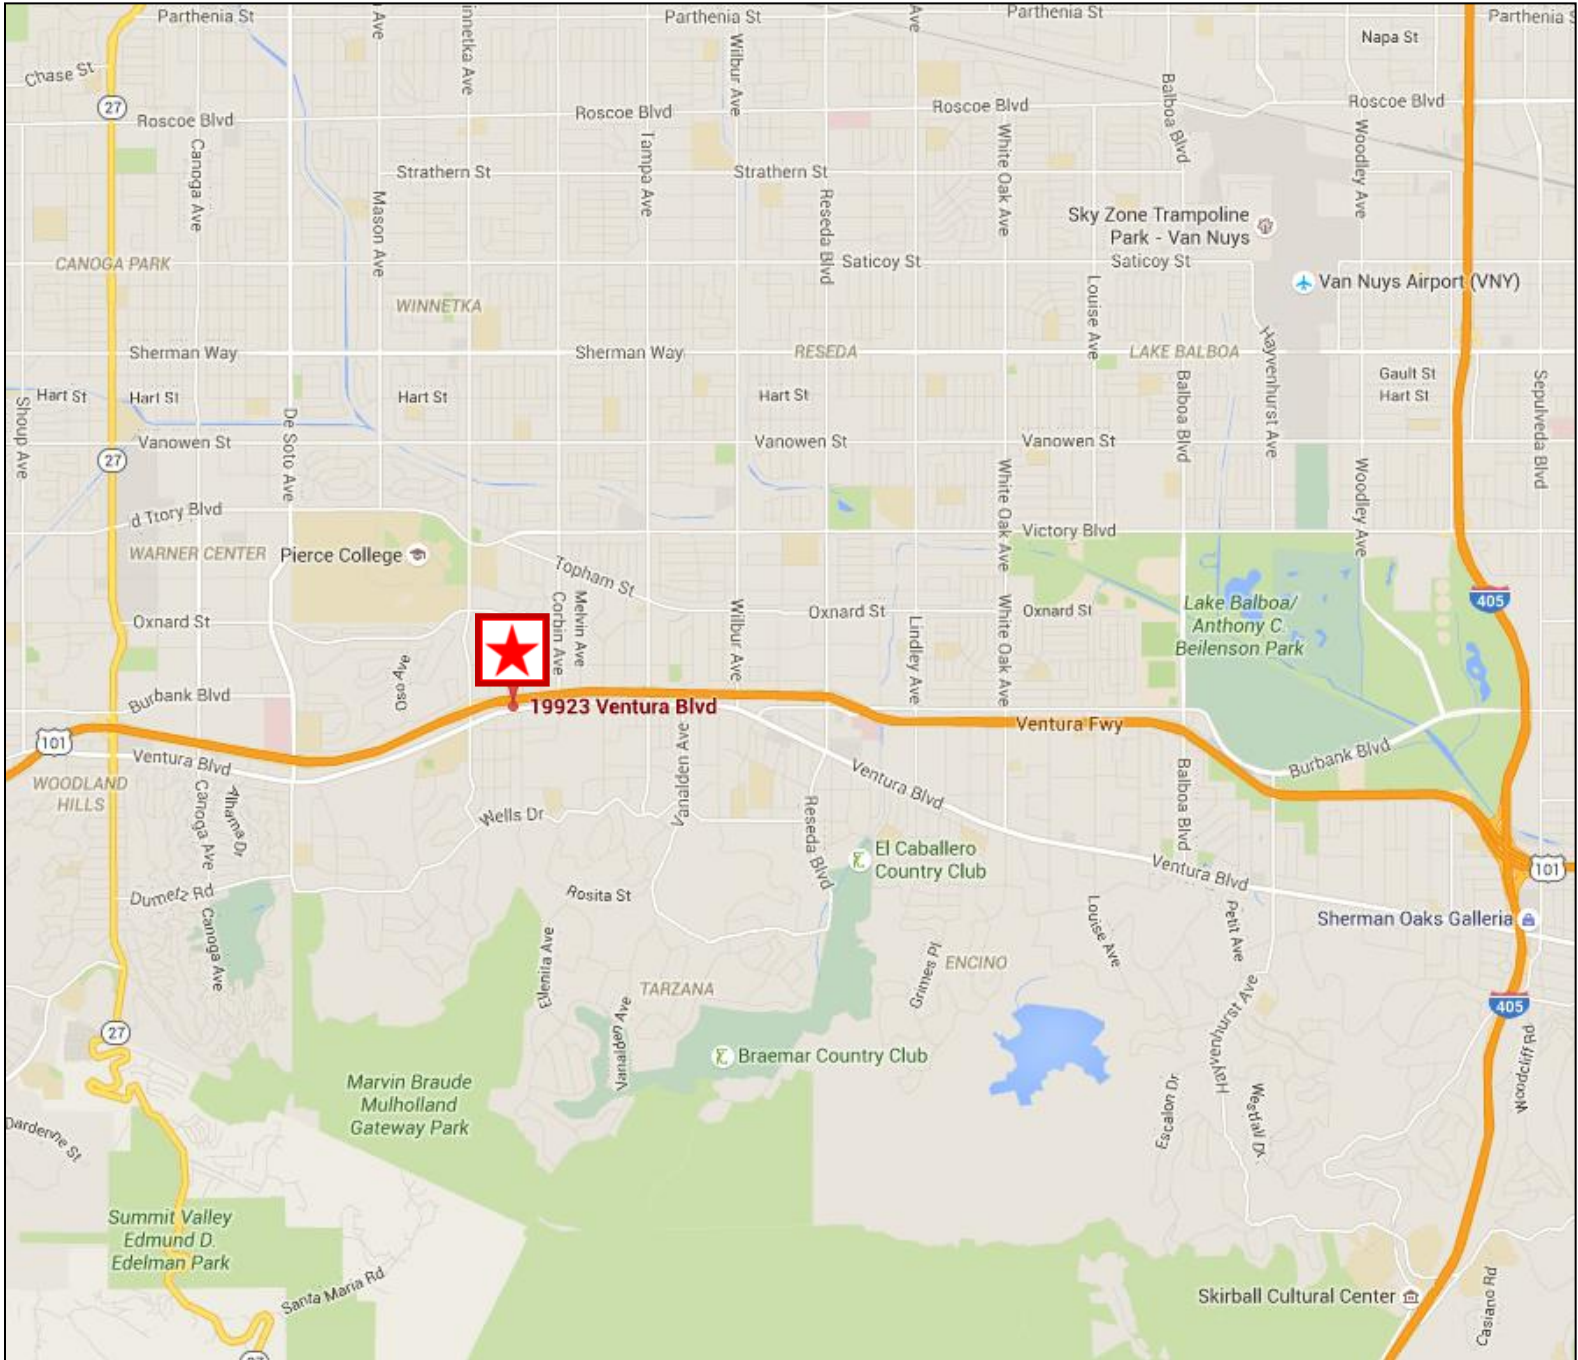 Parthenia St
Parthenia St
Parthenia St
Ave
innetka Ave
Ave
Napa St
Wilbur Ave
Chase St
27
Roscoe Blvd
Roscoe Blvd
Roscoe Blvd
Roscoe Blvd
Canoga Ave
Tampa Ave
White Oak Ave
Balboa Blvd
Woodley Ave
Strathern St
Strathern St
Mason Ave
Reseda Blvd
Sky Zone Trampoline
Park - Van Nuys
CANOGA PARK
Saticoy St
Saticoy St
Van Nuys Airport (VNY)
WINNETKA
Louise Ave
Sherman Way
Sherman Way
RESEDA
LAKE BALBOA
Hayvenhurst Ave
Gault St
Hart St
Hart St
Hart St
Hart St
Hart St
Shoup Ave
De Soto Ave
Balboa Blvd
Sepulveda Blvd
Vanowen St
Vanowen St
Vanowen St
27
White Oak Ave
Woodley Ave
d Ttory Blvd
Victory Blvd
WARNER CENTER
Pierce College
Topham St
Melvin Ave
Corbin Ave
Wilbur Ave
Oxnard St
Oxnard St
Oxnard St
Lindley Ave
White Oak Ave
Lake Balboa/
Anthony C.
Beilenson Park
405
Oso Ave
Burbank Blvd
19923 Ventura Blvd
Ventura Fwy
101
Ventura Blvd
Burbank Blvd
WOODLAND
HILLS
Canoga Ave
Alhama Dr
Vanalden Ave
Ventura Blvd
Balboa Blvd
Wells Dr
Reseda Blvd
El Caballero
Country Club
Ventura Blvd
101
Dumetz Rd
Rosita St
Canoga Ave
Ellenita Ave
Louise Ave
Petit Ave
Sherman Oaks Galleria
Grimes Pl
ENCINO
TARZANA
Vanalden Ave
Hayvenhurst Ave
405
27
Braemar Country Club
Woodcliff Rd
Marvin Braude
Mulholland
Gateway Park
Escalon Dr
Westfall Dr
Dardenne St
Summit Valley
Edmund D.
Edelman Park
Santa Maria Rd
Skirball Cultural Center
Casiano Rd